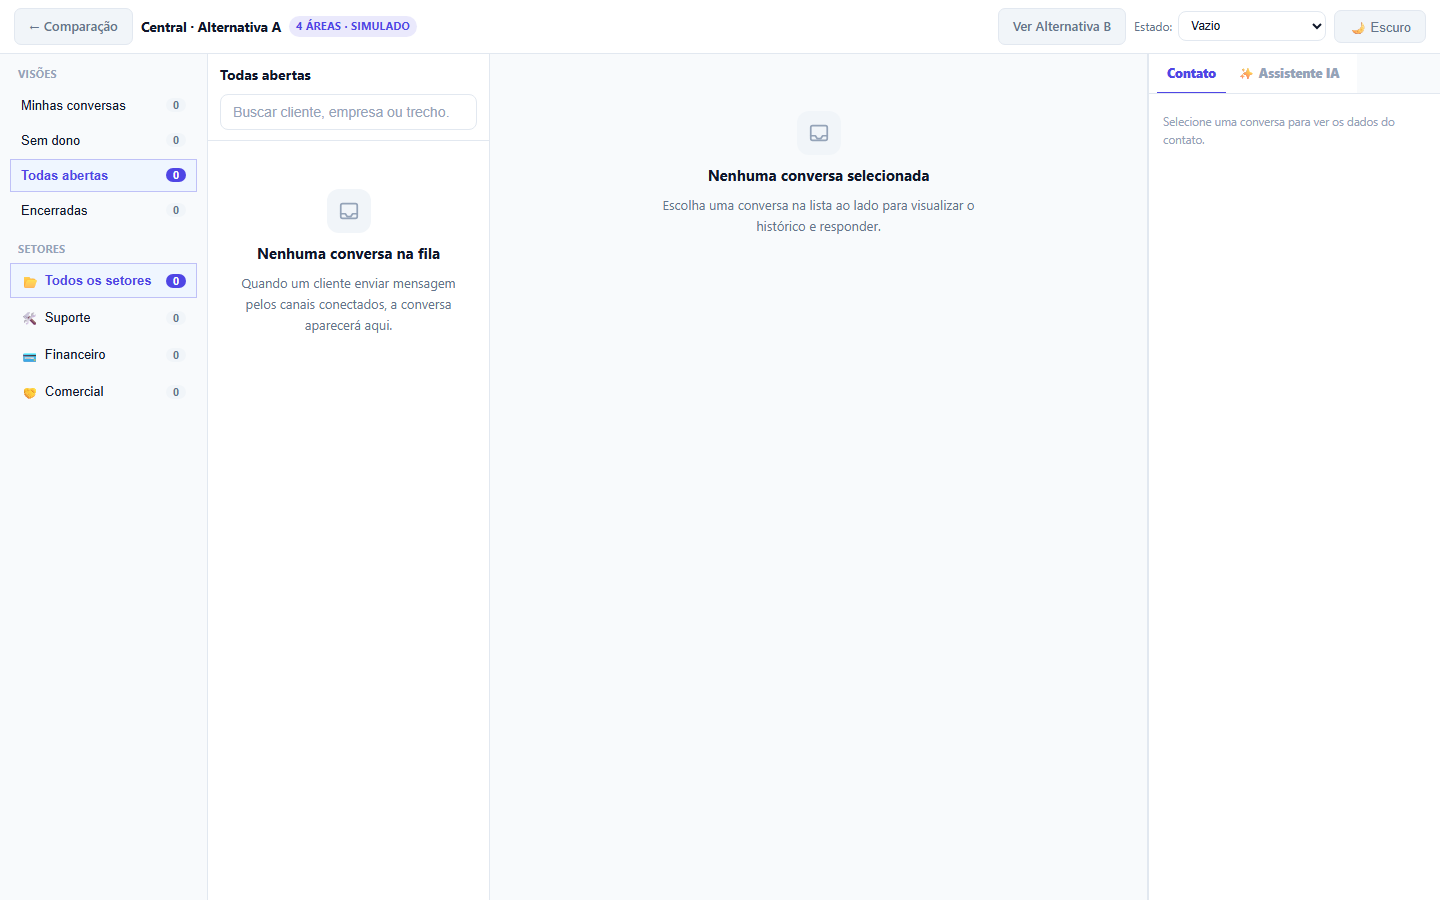 ← Comparação
Central · Alternativa A
4 ÁREAS · SIMULADO
Ver Alternativa B
Estado:
Vazio
Escuro
VISÕES
Minhas conversas 0
Sem dono 0
Todas abertas 0
Encerradas 0
SETORES
Todos os setores 0
Suporte 0
Financeiro 0
Comercial 0
Todas abertas
Buscar cliente, empresa ou trecho.
Nenhuma conversa na fila
Quando um cliente enviar mensagem
pelos canais conectados, a conversa
aparecerá aqui.
Nenhuma conversa selecionada
Escolha uma conversa na lista ao lado para visualizar o
histórico e responder.
Contato
Assistente IA
Selecione uma conversa para ver os dados do
contato.